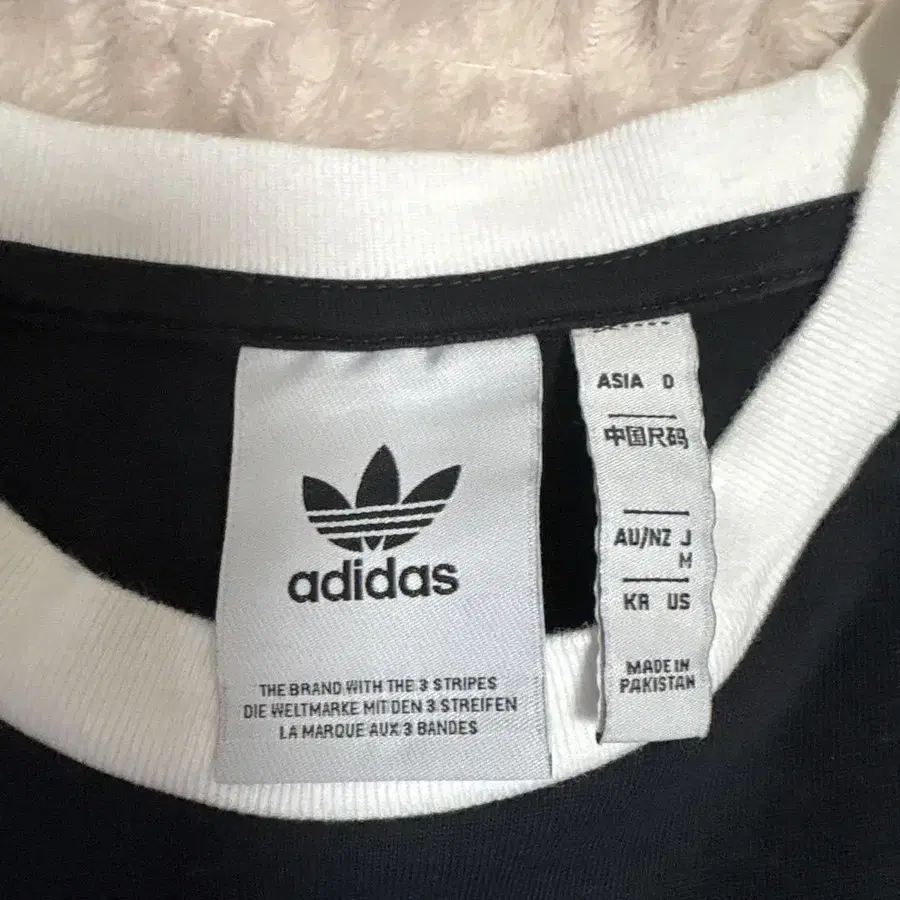 adidas
THE BRAND WITH THE 3 STRIPES
DIE WELTMARKE MIT DEN 3 STREIFEN
LA MARQUE AUX 3 BANDES
ASIA D
中国尺码
AU/NZ J
M
KR US
MADE IN
PAKISTAN